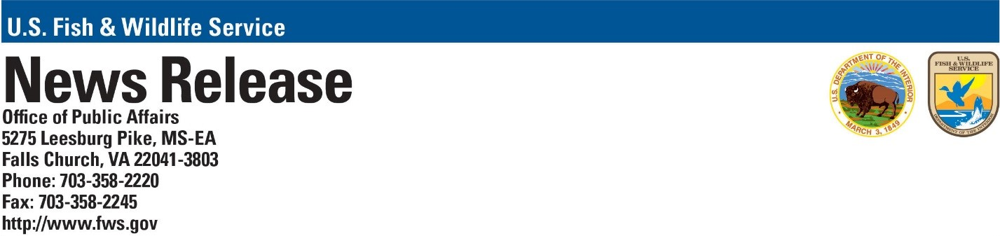 U.S. Fish & Wildlife Service
News Release
Office of Public Affairs
5275 Leesburg Pike, MS-EA
Falls Church, VA 22041-3803
Phone: 703-358-2220
Fax: 703-358-2245
http://www.fws.gov
U.S. DEPARTMENT OF THE INTERIOR
MARCH 3, 1849
U.S.
FISH & WILDLIFE
SERVICE
DEPARTMENT OF THE INTERIOR